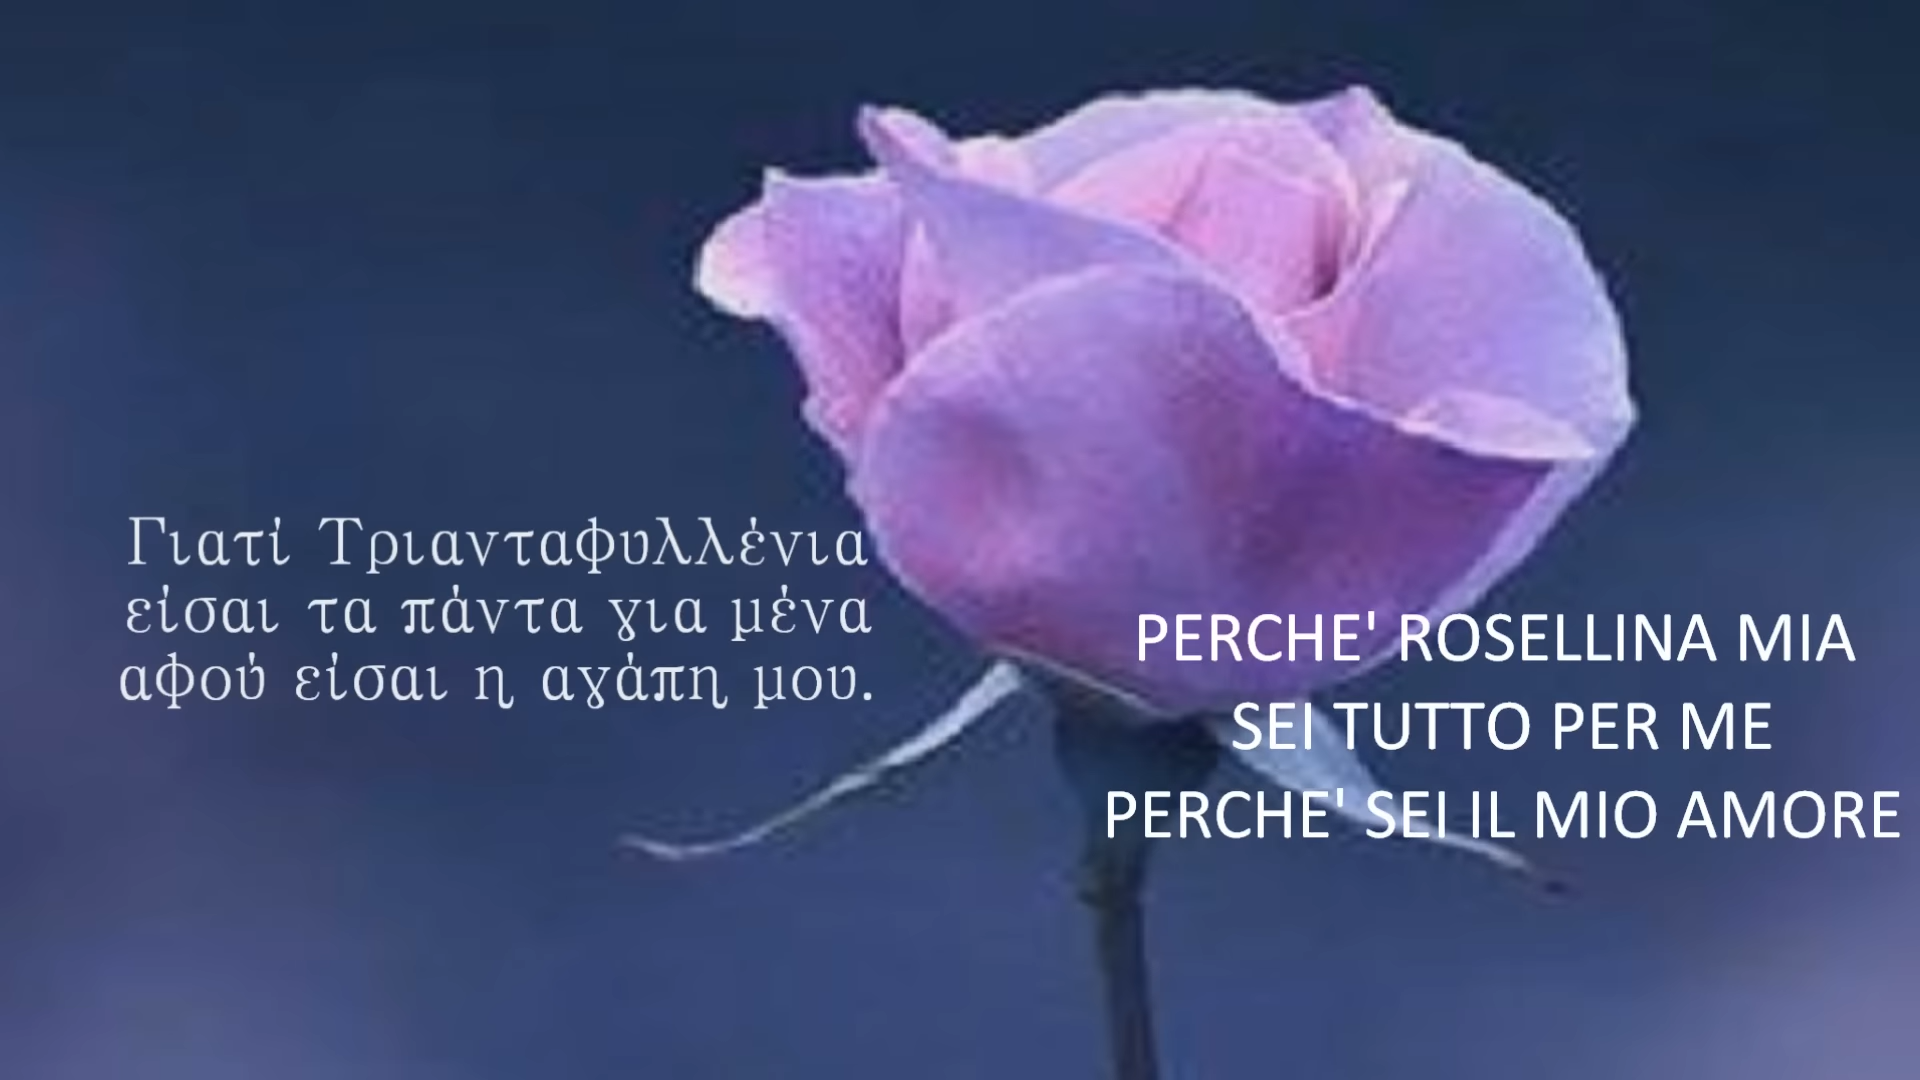 Γιατί Τριανταφυλλένια
είσαι τα πάντα για μένα
αφού είσαι η αγάπη μου.
PERCHE' ROSELLINA MIA
SEI TUTTO PER ME
PERCHE' SEI IL MIO AMORE